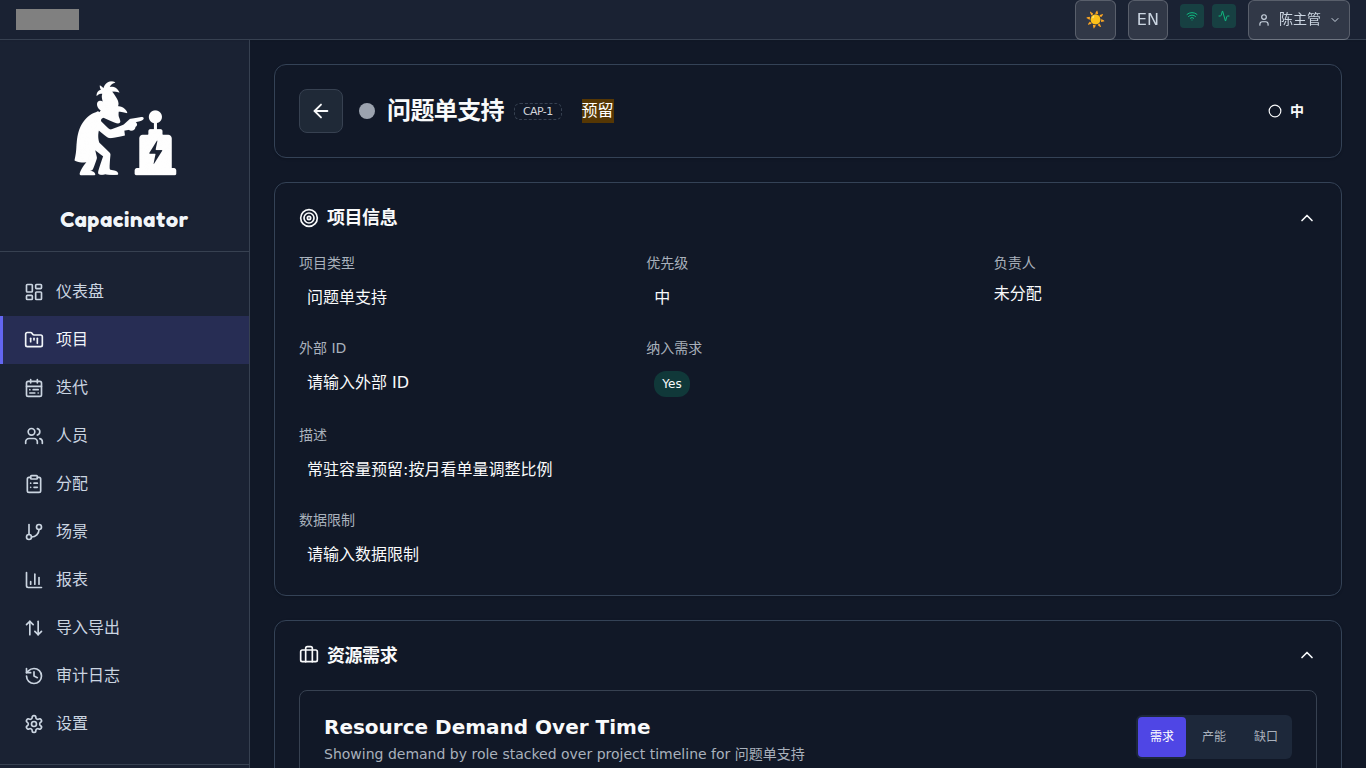 EN
陈主管
Capacinator
仪表盘
项目
迭代
人员
分配
场景
报表
导入导出
审计日志
设置
问题单支持 CAP-1 预留
中
项目信息
项目类型 优先级 负责人
问题单支持 中 未分配
外部 ID 纳入需求
请输入外部 ID Yes
描述
常驻容量预留:按月看单量调整比例
数据限制
请输入数据限制
资源需求
Resource Demand Over Time
需求 产能 缺口
Showing demand by role stacked over project timeline for 问题单支持